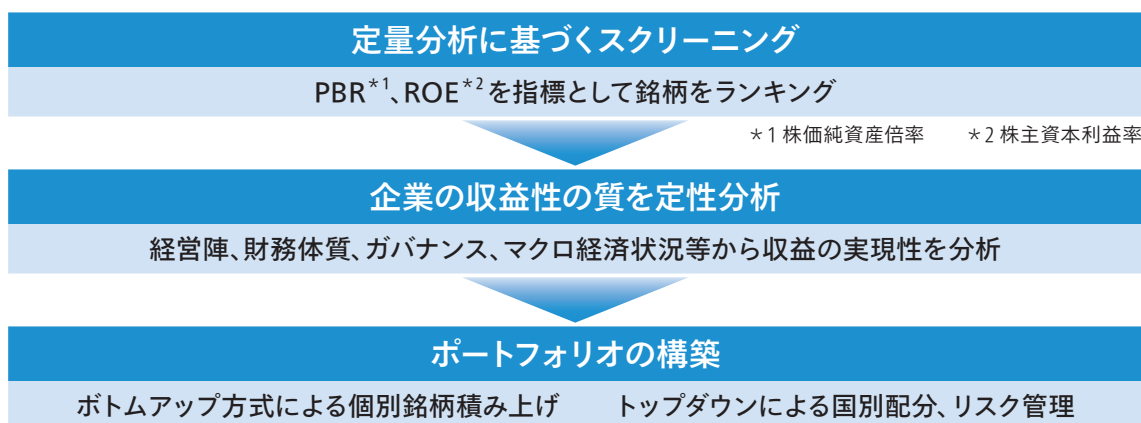 定量分析に基づくスクリーニング
PBR*1、ROE*2を指標として銘柄をランキング
*1 株価純資産倍率 *2 株主資本利益率
企業の収益性の質を定性分析
経営陣、財務体質、ガバナンス、マクロ経済状況等から収益の実現性を分析
ポートフォリオの構築
ボトムアップ方式による個別銘柄積み上げ トップダウンによる国別配分、リスク管理